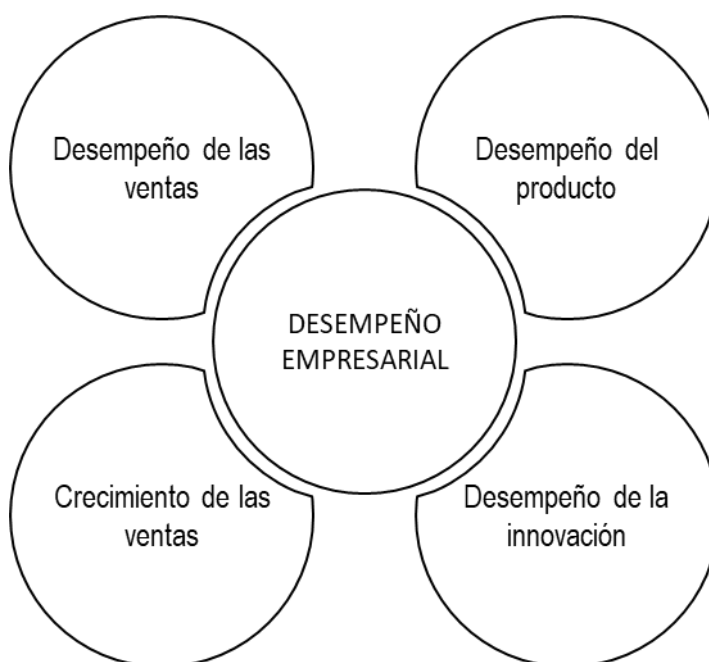 Desempeño de las
ventas
Desempeño del
producto
DESEMPEÑO
EMPRESARIAL
Crecimiento de las
ventas
Desempeño de la
innovación